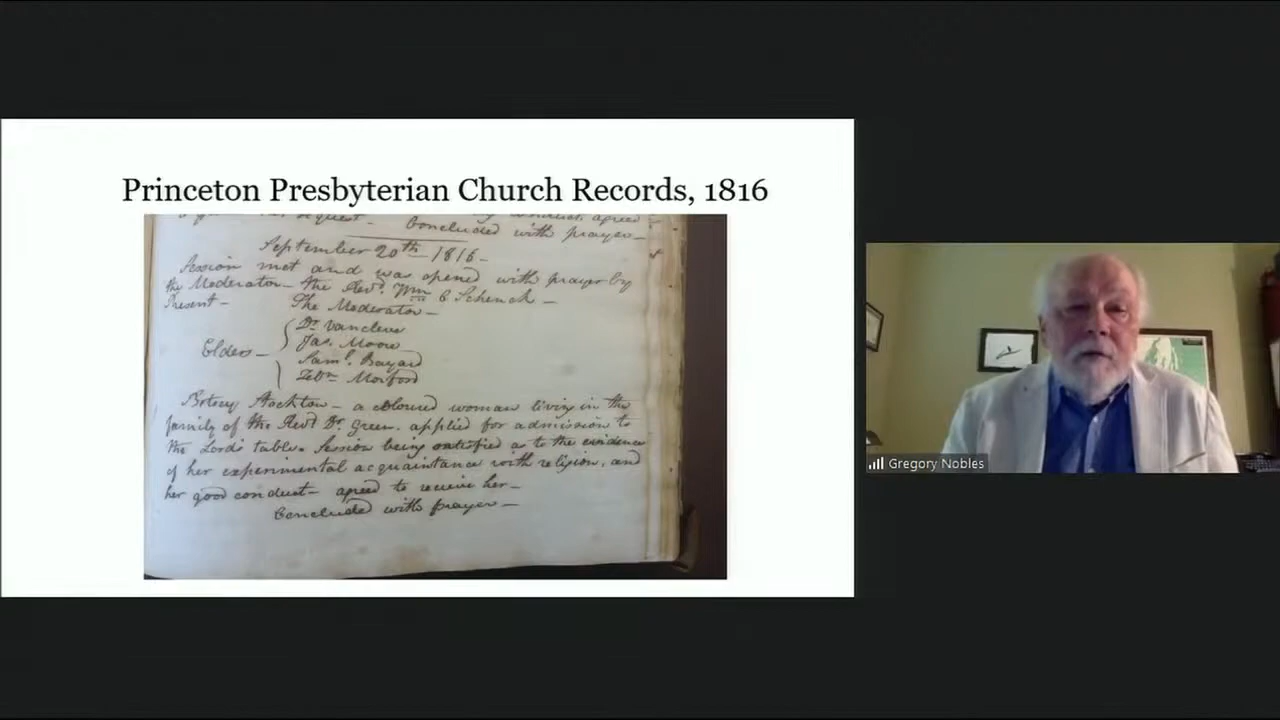 Princeton Presbyterian Church Records, 1816
Concluded with prayer—
September 20th 1816—
Session met and was opened with prayer by
the Moderator— the Revd. Wm C Schenck—
Present— The Moderator—
Elders— Dr Vancleve
Jas. Moore
Saml. Bayard
Zebn Morford
Betsey Stockton— a coloured woman living in the
family of the Revd Dr. Green. applied for admission to
the Lord's table. Session being satisfied as to the evidence
of her experimental acquaintance with religion, and
her good conduct— agreed to receive her—
Concluded with prayer—
Gregory Nobles